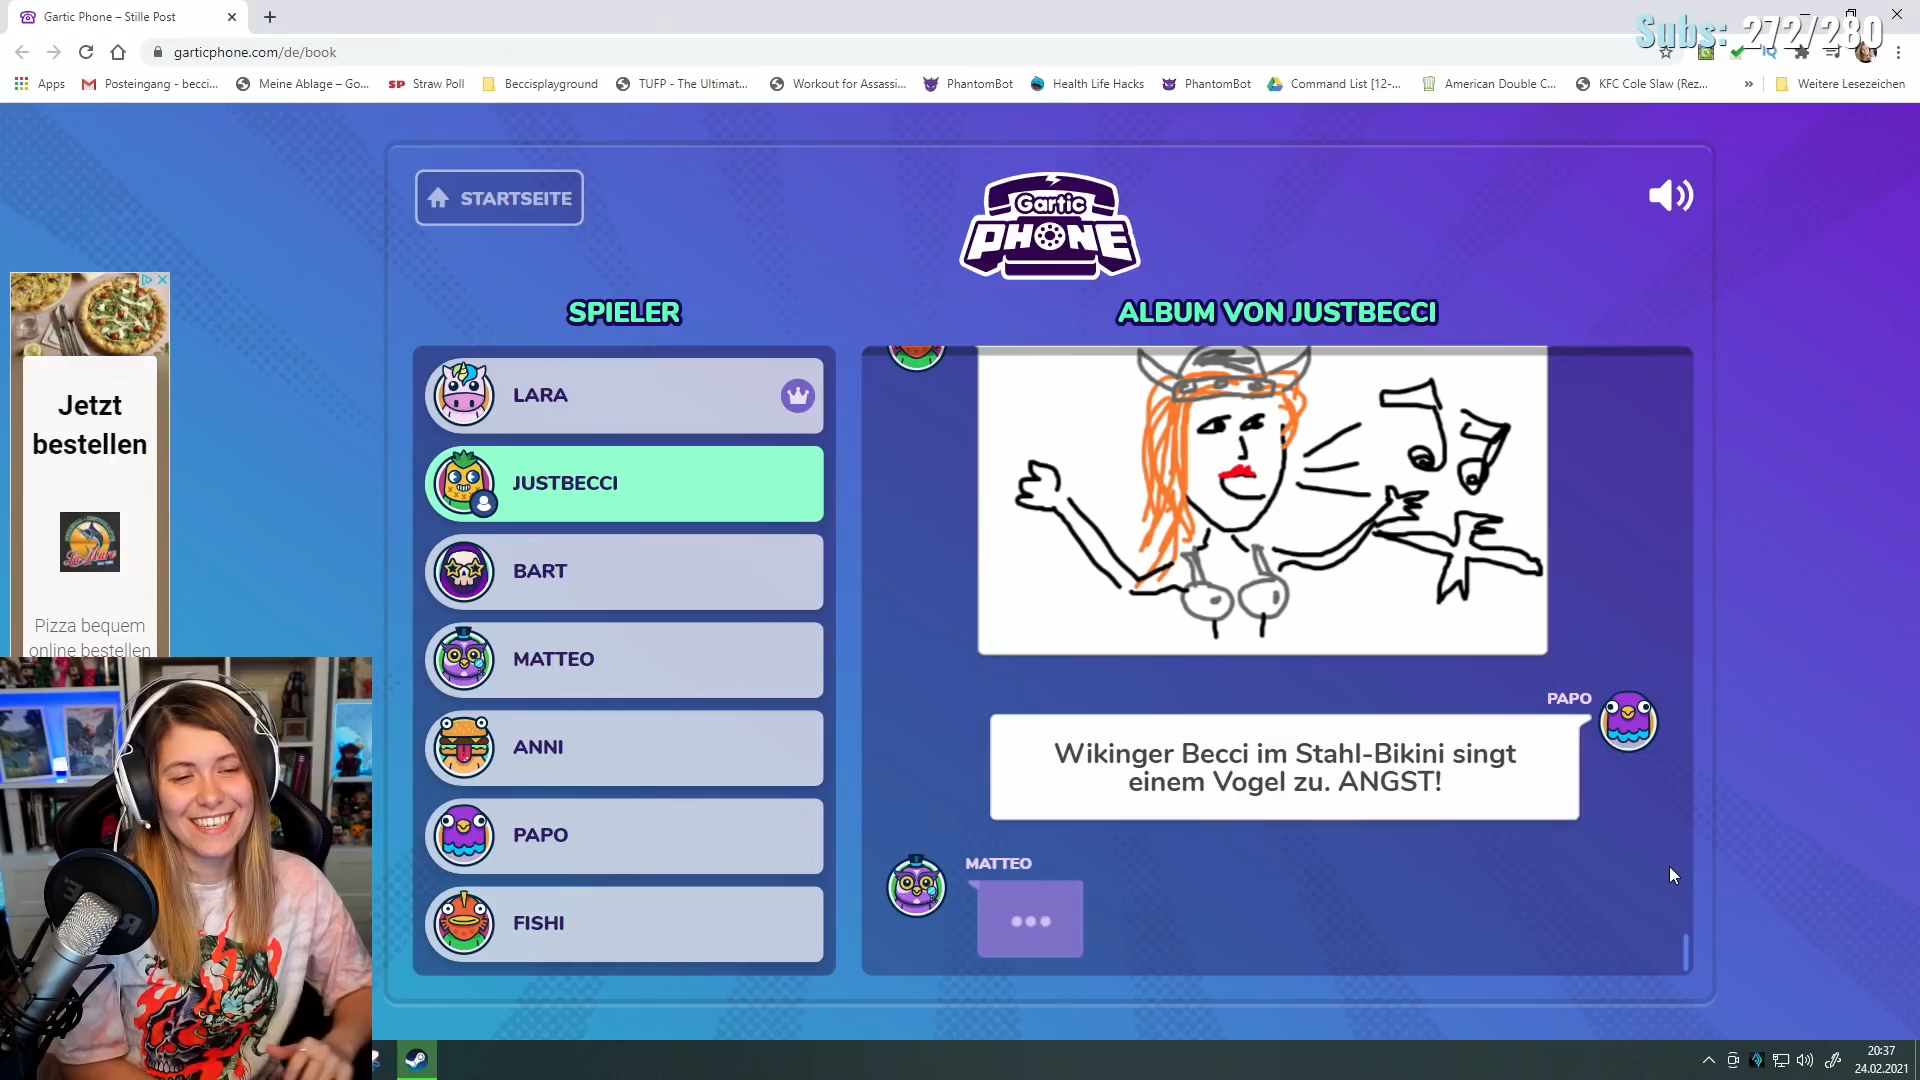 Gartic Phone – Stille Post
Subs: 272/280
garticphone.com/de/book
Apps
Posteingang - becci...
Meine Ablage – Go...
Straw Poll
Beccisplayground
TUFP - The Ultimat...
Workout for Assassi...
PhantomBot
Health Life Hacks
PhantomBot
Command List [12-...
American Double C...
KFC Cole Slaw (Rez...
»
Weitere Lesezeichen
STARTSEITE
Gartic
PHONE
SPIELER
ALBUM VON JUSTBECCI
LARA
JUSTBECCI
BART
MATTEO
ANNI
PAPO
FISHI
Jetzt
bestellen
Pizza bequem
online bestellen
PAPO
Wikinger Becci im Stahl-Bikini singt
einem Vogel zu. ANGST!
MATTEO
20:37
24.02.2021